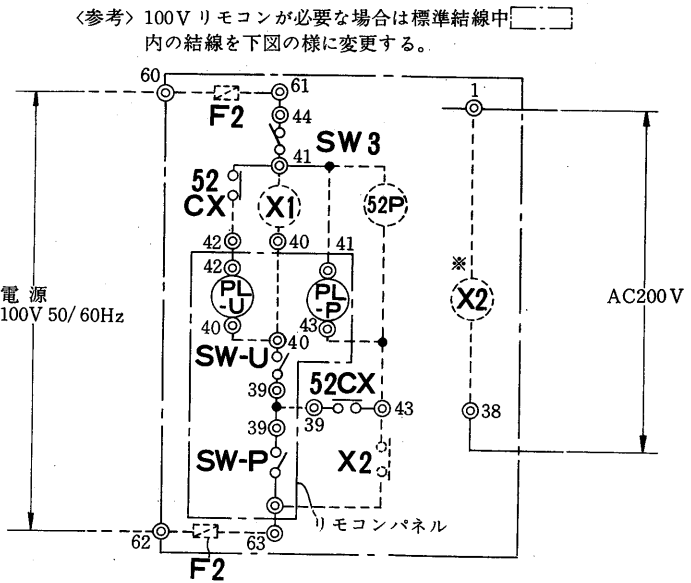 〈参考〉 100V リモコンが必要な場合は標準結線中
内の結線を下図の様に変更する。
60
61
1
F2
44
SW3
41
52
CX
X1
52P
42
40
41
42
PL
-U
PL
-P
※
X2
電源
100V 50/60Hz
AC200V
40
43
40
SW-U
39
52CX
43
38
39
39
SW-P
X2
リモコンパネル
62
63
F2